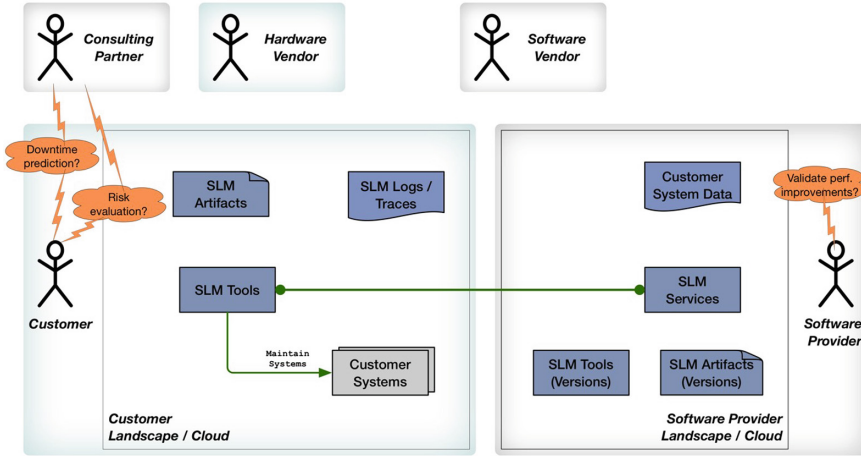 Consulting
Partner
Hardware
Vendor
Software
Vendor
Downtime
prediction?
Risk
evaluation?
SLM
Artifacts
SLM Logs /
Traces
Customer
System Data
Validate perf.
improvements?
SLM Tools
SLM
Services
Customer
Software
Provider
Maintain
Systems
Customer
Systems
SLM Tools
(Versions)
SLM Artifacts
(Versions)
Customer
Landscape / Cloud
Software Provider
Landscape / Cloud